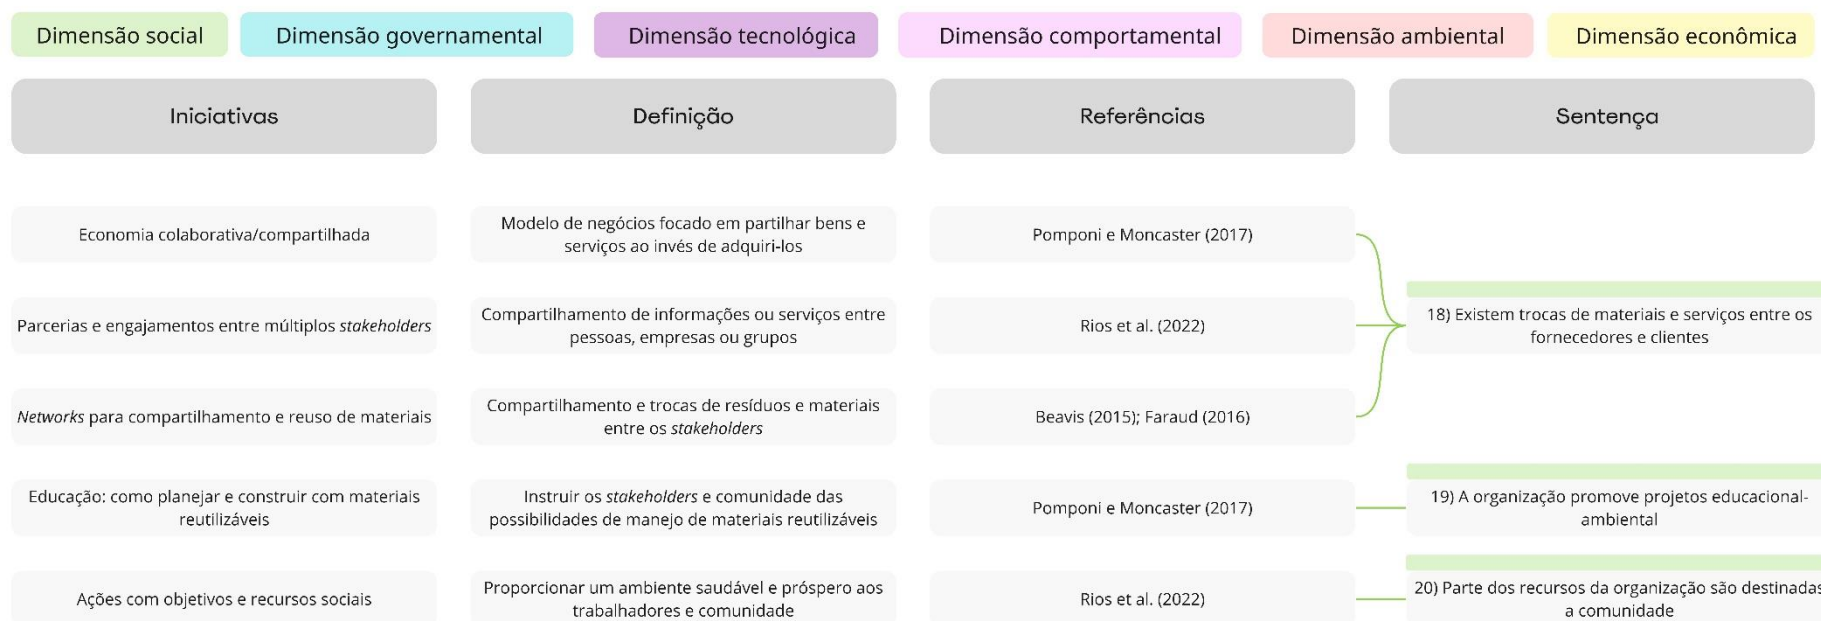 Dimensão social
Dimensão governamental
Dimensão tecnológica
Dimensão comportamental
Dimensão ambiental
Dimensão econômica
Iniciativas
Definição
Referências
Sentença
Economia colaborativa/compartilhada
Modelo de negócios focado em partilhar bens e
serviços ao invés de adquiri-los
Pomponi e Moncaster (2017)
Parcerias e engajamentos entre múltiplos stakeholders
Compartilhamento de informações ou serviços entre
pessoas, empresas ou grupos
Rios et al. (2022)
18) Existem trocas de materiais e serviços entre os
fornecedores e clientes
Networks para compartilhamento e reuso de materiais
Compartilhamento e trocas de resíduos e materiais
entre os stakeholders
Beavis (2015); Faraud (2016)
Educação: como planejar e construir com materiais
reutilizáveis
Instruir os stakeholders e comunidade das
possibilidades de manejo de materiais reutilizáveis
Pomponi e Moncaster (2017)
19) A organização promove projetos educacional-
ambiental
Ações com objetivos e recursos sociais
Proporcionar um ambiente saudável e próspero aos
trabalhadores e comunidade
Rios et al. (2022)
20) Parte dos recursos da organização são destinadas
a comunidade